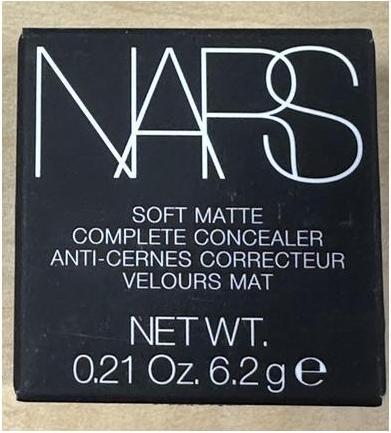 NARS
SOFT MATTE
COMPLETE CONCEALER
ANTI-CERNES CORRECTEUR
VELOURS MAT
NET WT.
0.21 Oz. 6.2 g ℮